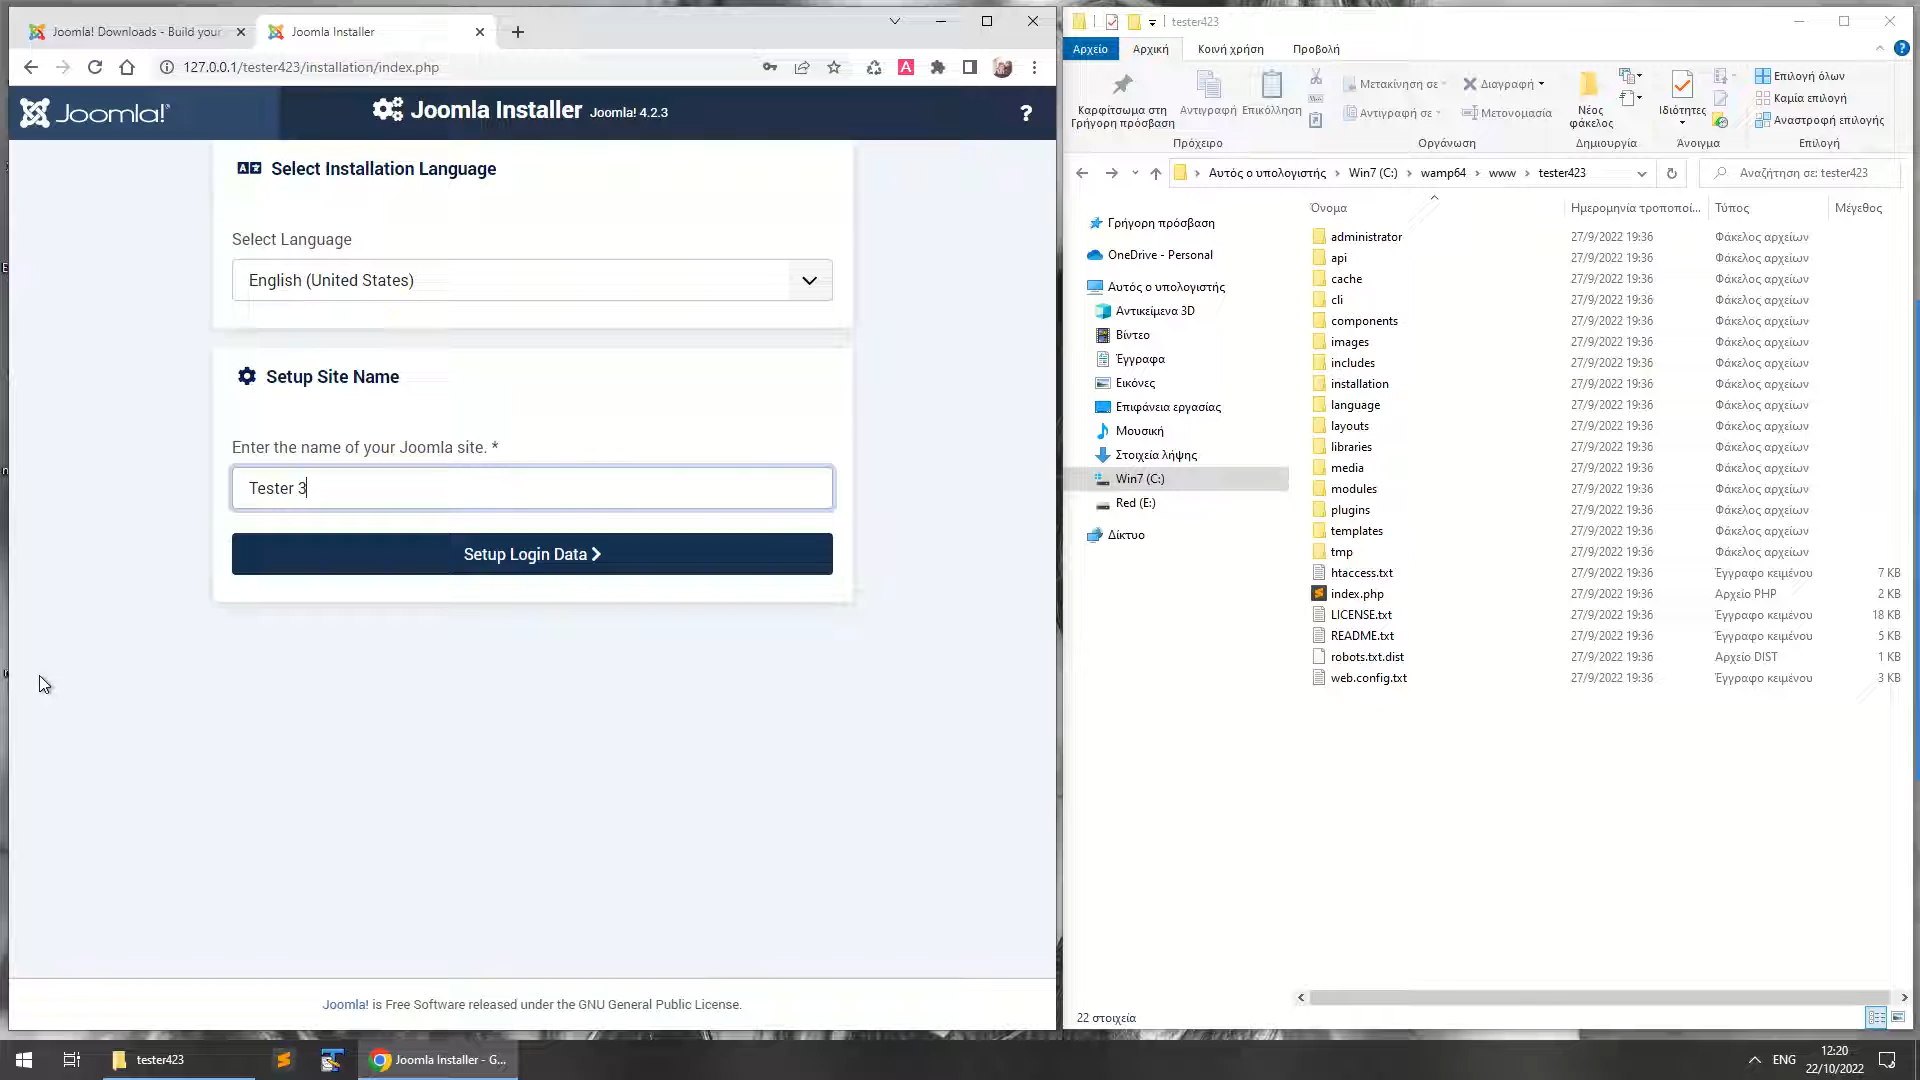 Joomla! Downloads - Build your
Joomla Installer
127.0.0.1/tester423/installation/index.php
Joomla!
Joomla Installer Joomla! 4.2.3
?
Select Installation Language
Select Language
English (United States)
Setup Site Name
Enter the name of your Joomla site. *
Tester 3
Setup Login Data
Joomla! is Free Software released under the GNU General Public License.
tester423
Αρχείο Αρχική Κοινή χρήση Προβολή
Καρφίτσωμα στη Γρήγορη πρόσβαση
Αντιγραφή
Επικόλληση
Μετακίνηση σε
Αντιγραφή σε
Διαγραφή
Μετονομασία
Νέος φάκελος
Ιδιότητες
Επιλογή όλων
Καμία επιλογή
Αναστροφή επιλογής
Πρόχειρο Οργάνωση Δημιουργία Άνοιγμα Επιλογή
Αυτός ο υπολογιστής Win7 (C:) wamp64 www tester423
Αναζήτηση σε: tester423
Γρήγορη πρόσβαση
OneDrive - Personal
Αυτός ο υπολογιστής
Αντικείμενα 3D
Βίντεο
Έγγραφα
Εικόνες
Επιφάνεια εργασίας
Μουσική
Στοιχεία λήψης
Win7 (C:)
Red (E:)
Δίκτυο
Όνομα Ημερομηνία τροποποί... Τύπος Μέγεθος
administrator 27/9/2022 19:36 Φάκελος αρχείων
api 27/9/2022 19:36 Φάκελος αρχείων
cache 27/9/2022 19:36 Φάκελος αρχείων
cli 27/9/2022 19:36 Φάκελος αρχείων
components 27/9/2022 19:36 Φάκελος αρχείων
images 27/9/2022 19:36 Φάκελος αρχείων
includes 27/9/2022 19:36 Φάκελος αρχείων
installation 27/9/2022 19:36 Φάκελος αρχείων
language 27/9/2022 19:36 Φάκελος αρχείων
layouts 27/9/2022 19:36 Φάκελος αρχείων
libraries 27/9/2022 19:36 Φάκελος αρχείων
media 27/9/2022 19:36 Φάκελος αρχείων
modules 27/9/2022 19:36 Φάκελος αρχείων
plugins 27/9/2022 19:36 Φάκελος αρχείων
templates 27/9/2022 19:36 Φάκελος αρχείων
tmp 27/9/2022 19:36 Φάκελος αρχείων
htaccess.txt 27/9/2022 19:36 Έγγραφο κειμένου 7 KB
index.php 27/9/2022 19:36 Αρχείο PHP 2 KB
LICENSE.txt 27/9/2022 19:36 Έγγραφο κειμένου 18 KB
README.txt 27/9/2022 19:36 Έγγραφο κειμένου 5 KB
robots.txt.dist 27/9/2022 19:36 Αρχείο DIST 1 KB
web.config.txt 27/9/2022 19:36 Έγγραφο κειμένου 3 KB
22 στοιχεία
tester423
Joomla Installer - G...
ENG
12:20
22/10/2022